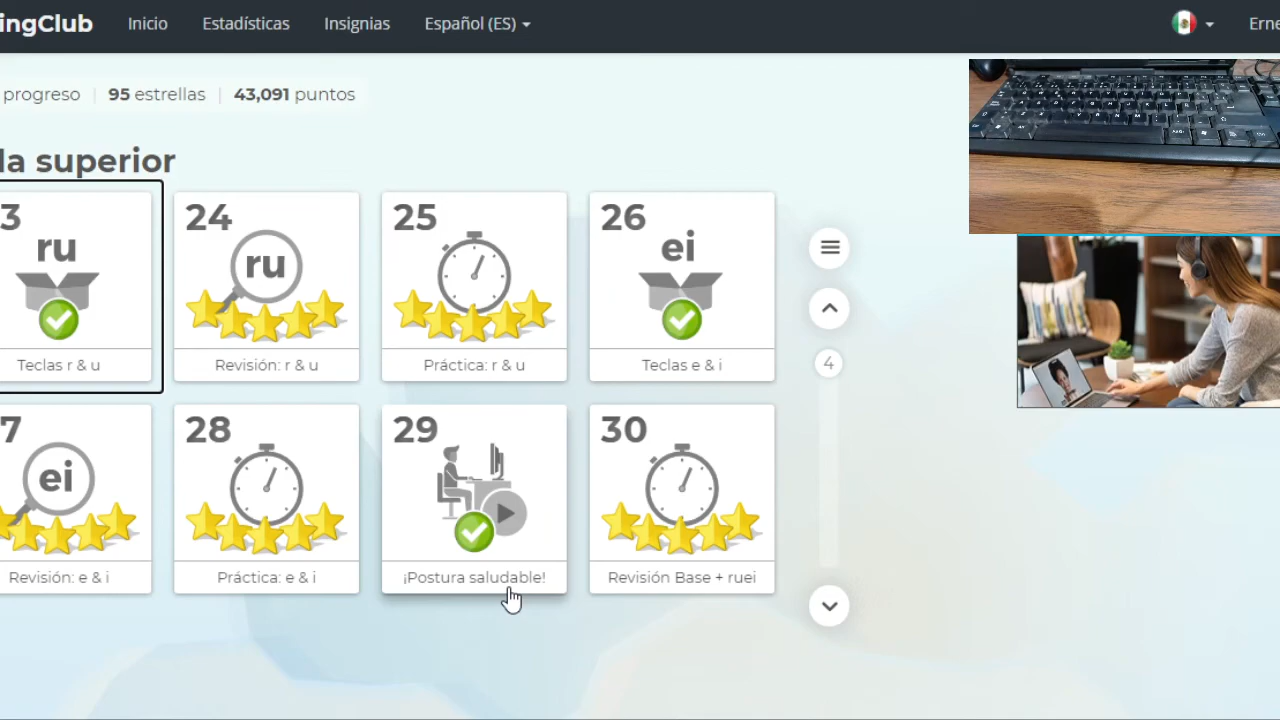 ingClub Inicio Estadísticas Insignias Español (ES) Erne
progreso | 95 estrellas | 43,091 puntos
la superior
3 24 25 26
ru ru ei
Teclas r & u Revisión: r & u Práctica: r & u Teclas e & i
4
7 28 29 30
ei
Revisión: e & i Práctica: e & i ¡Postura saludable! Revisión Base + ruei